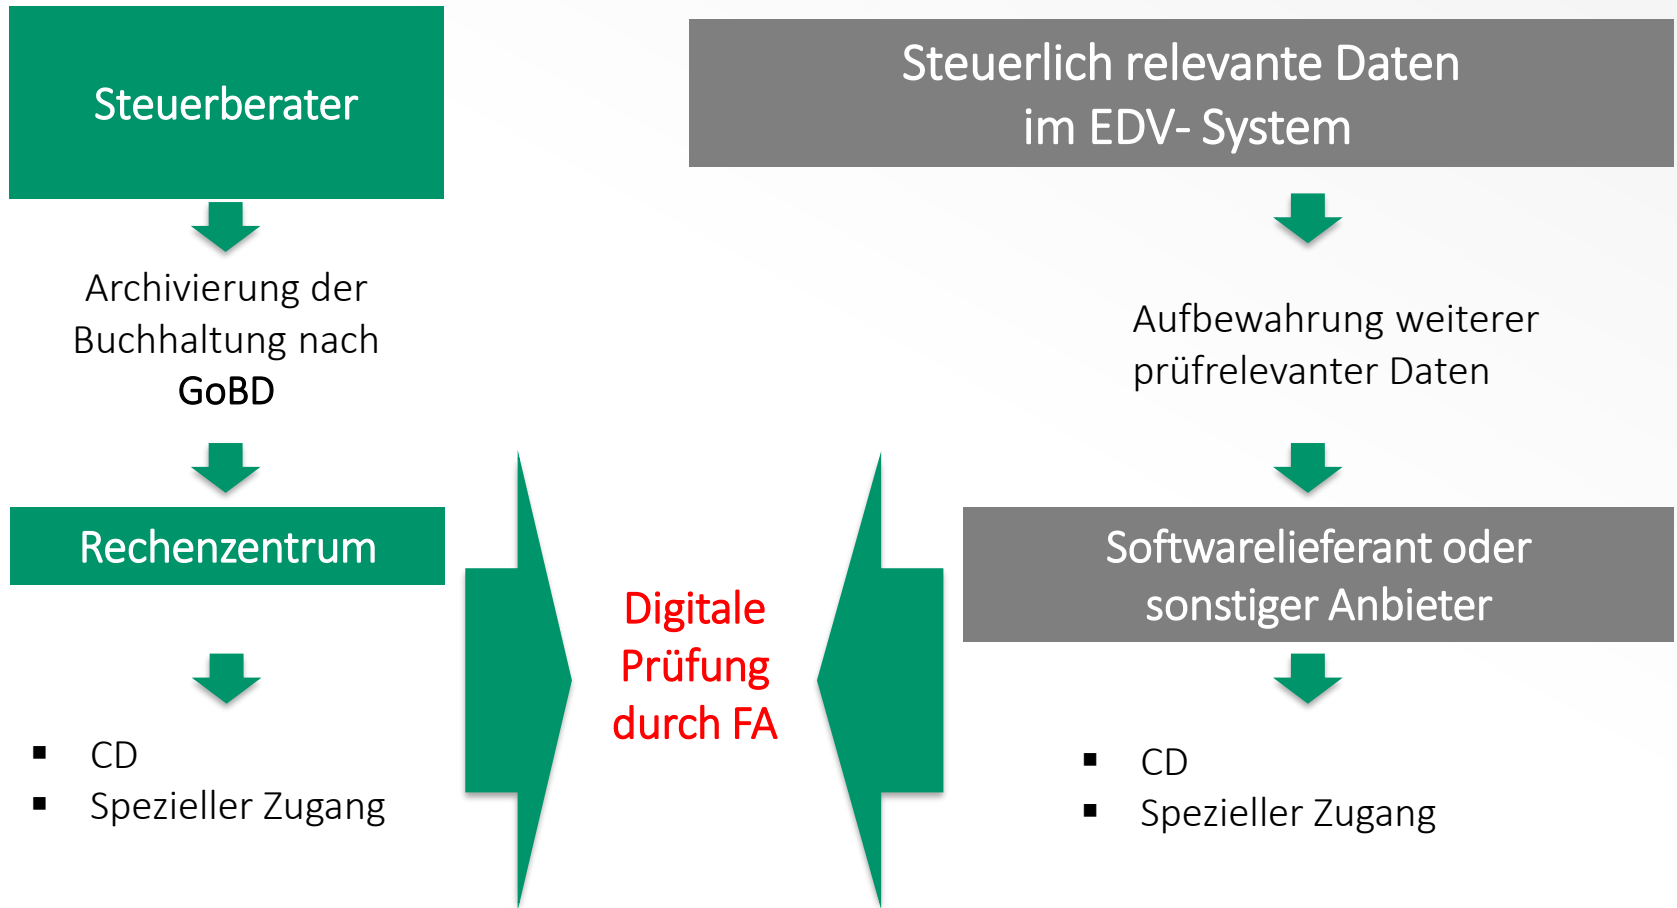 Steuerberater
Archivierung der
Buchhaltung nach
GoBD
Rechenzentrum
▪ CD
▪ Spezieller Zugang
Digitale
Prüfung
durch FA
Steuerlich relevante Daten
im EDV- System
Aufbewahrung weiterer
prüfrelevanter Daten
Softwarelieferant oder
sonstiger Anbieter
▪ CD
▪ Spezieller Zugang